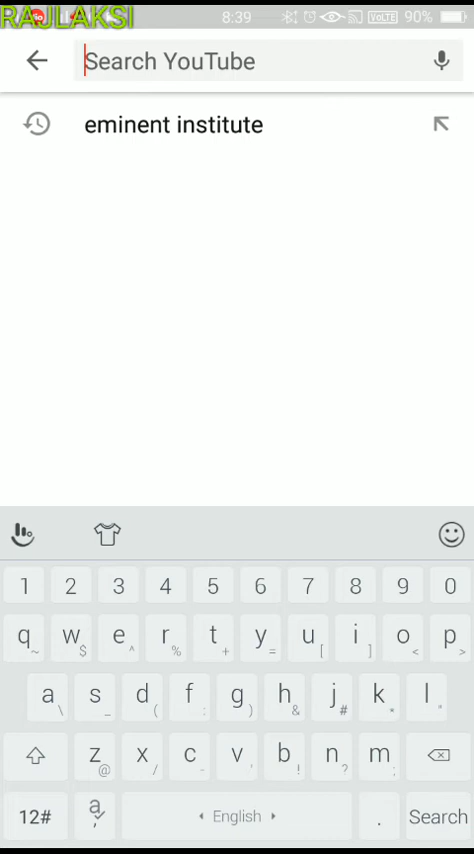 RAJLAKSI
8:39 VoLTE 90%
Search YouTube
eminent institute
1 2 3 4 5 6 7 8 9 0
q w e r t y u i o p
~ $ ^ % + = [ ] < >
a s d f g h j k l
\ _ ( : ) & # * "
z x c v b n m
@ / - ' ! ? ;
12# a , English . Search